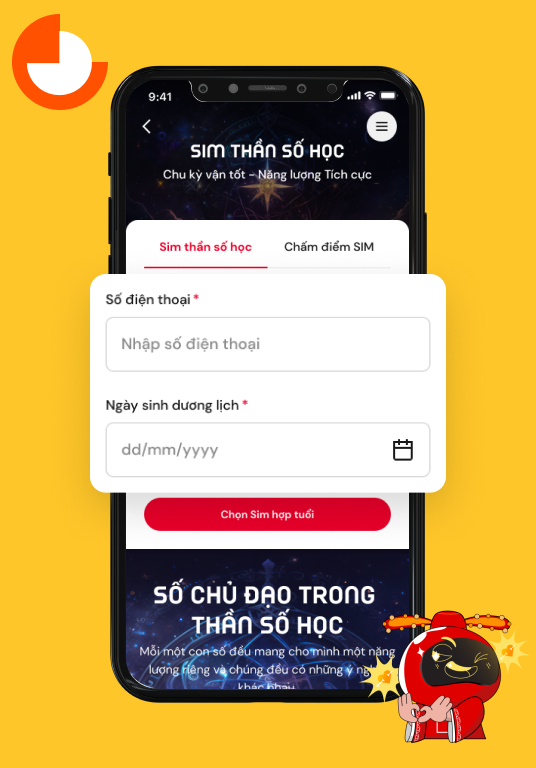 9:41
SIM THẦN SỐ HỌC
Chu kỳ vận tốt - Năng lượng Tích cực
Sim thần số học
Chấm điểm SIM
Số điện thoại *
Nhập số điện thoại
Ngày sinh dương lịch *
dd/mm/yyyy
Chọn Sim hợp tuổi
SỐ CHỦ ĐẠO TRONG
THẦN SỐ HỌC
Mỗi một con số đều mang cho mình một năng
lượng riêng và chúng đều có những ý
khác nhau